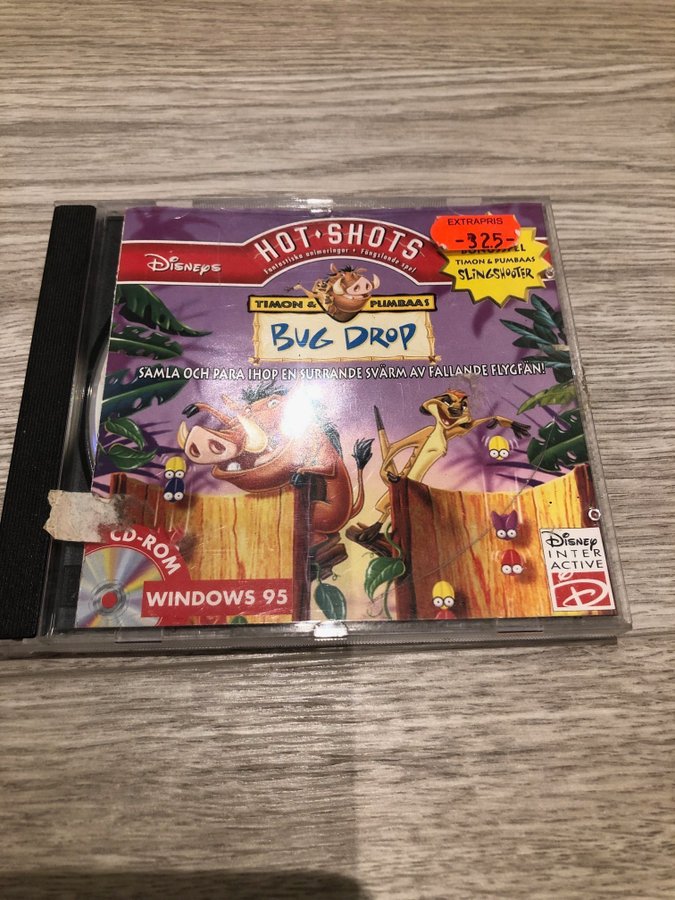 HOT•SHOTS
Fantastiska animeringar • Fängslande spel
DISNEYS
EXTRAPRIS
-325-
TIMON & PUMBAAS
SLINGSHOOTER
TIMON & PUMBAAS
BUG DROP
SAMLA OCH PARA IHOP EN SURRANDE SVÄRM AV FALLANDE FLYGFÄN!
CD-ROM
WINDOWS 95
DISNEY
INTER
ACTIVE
D